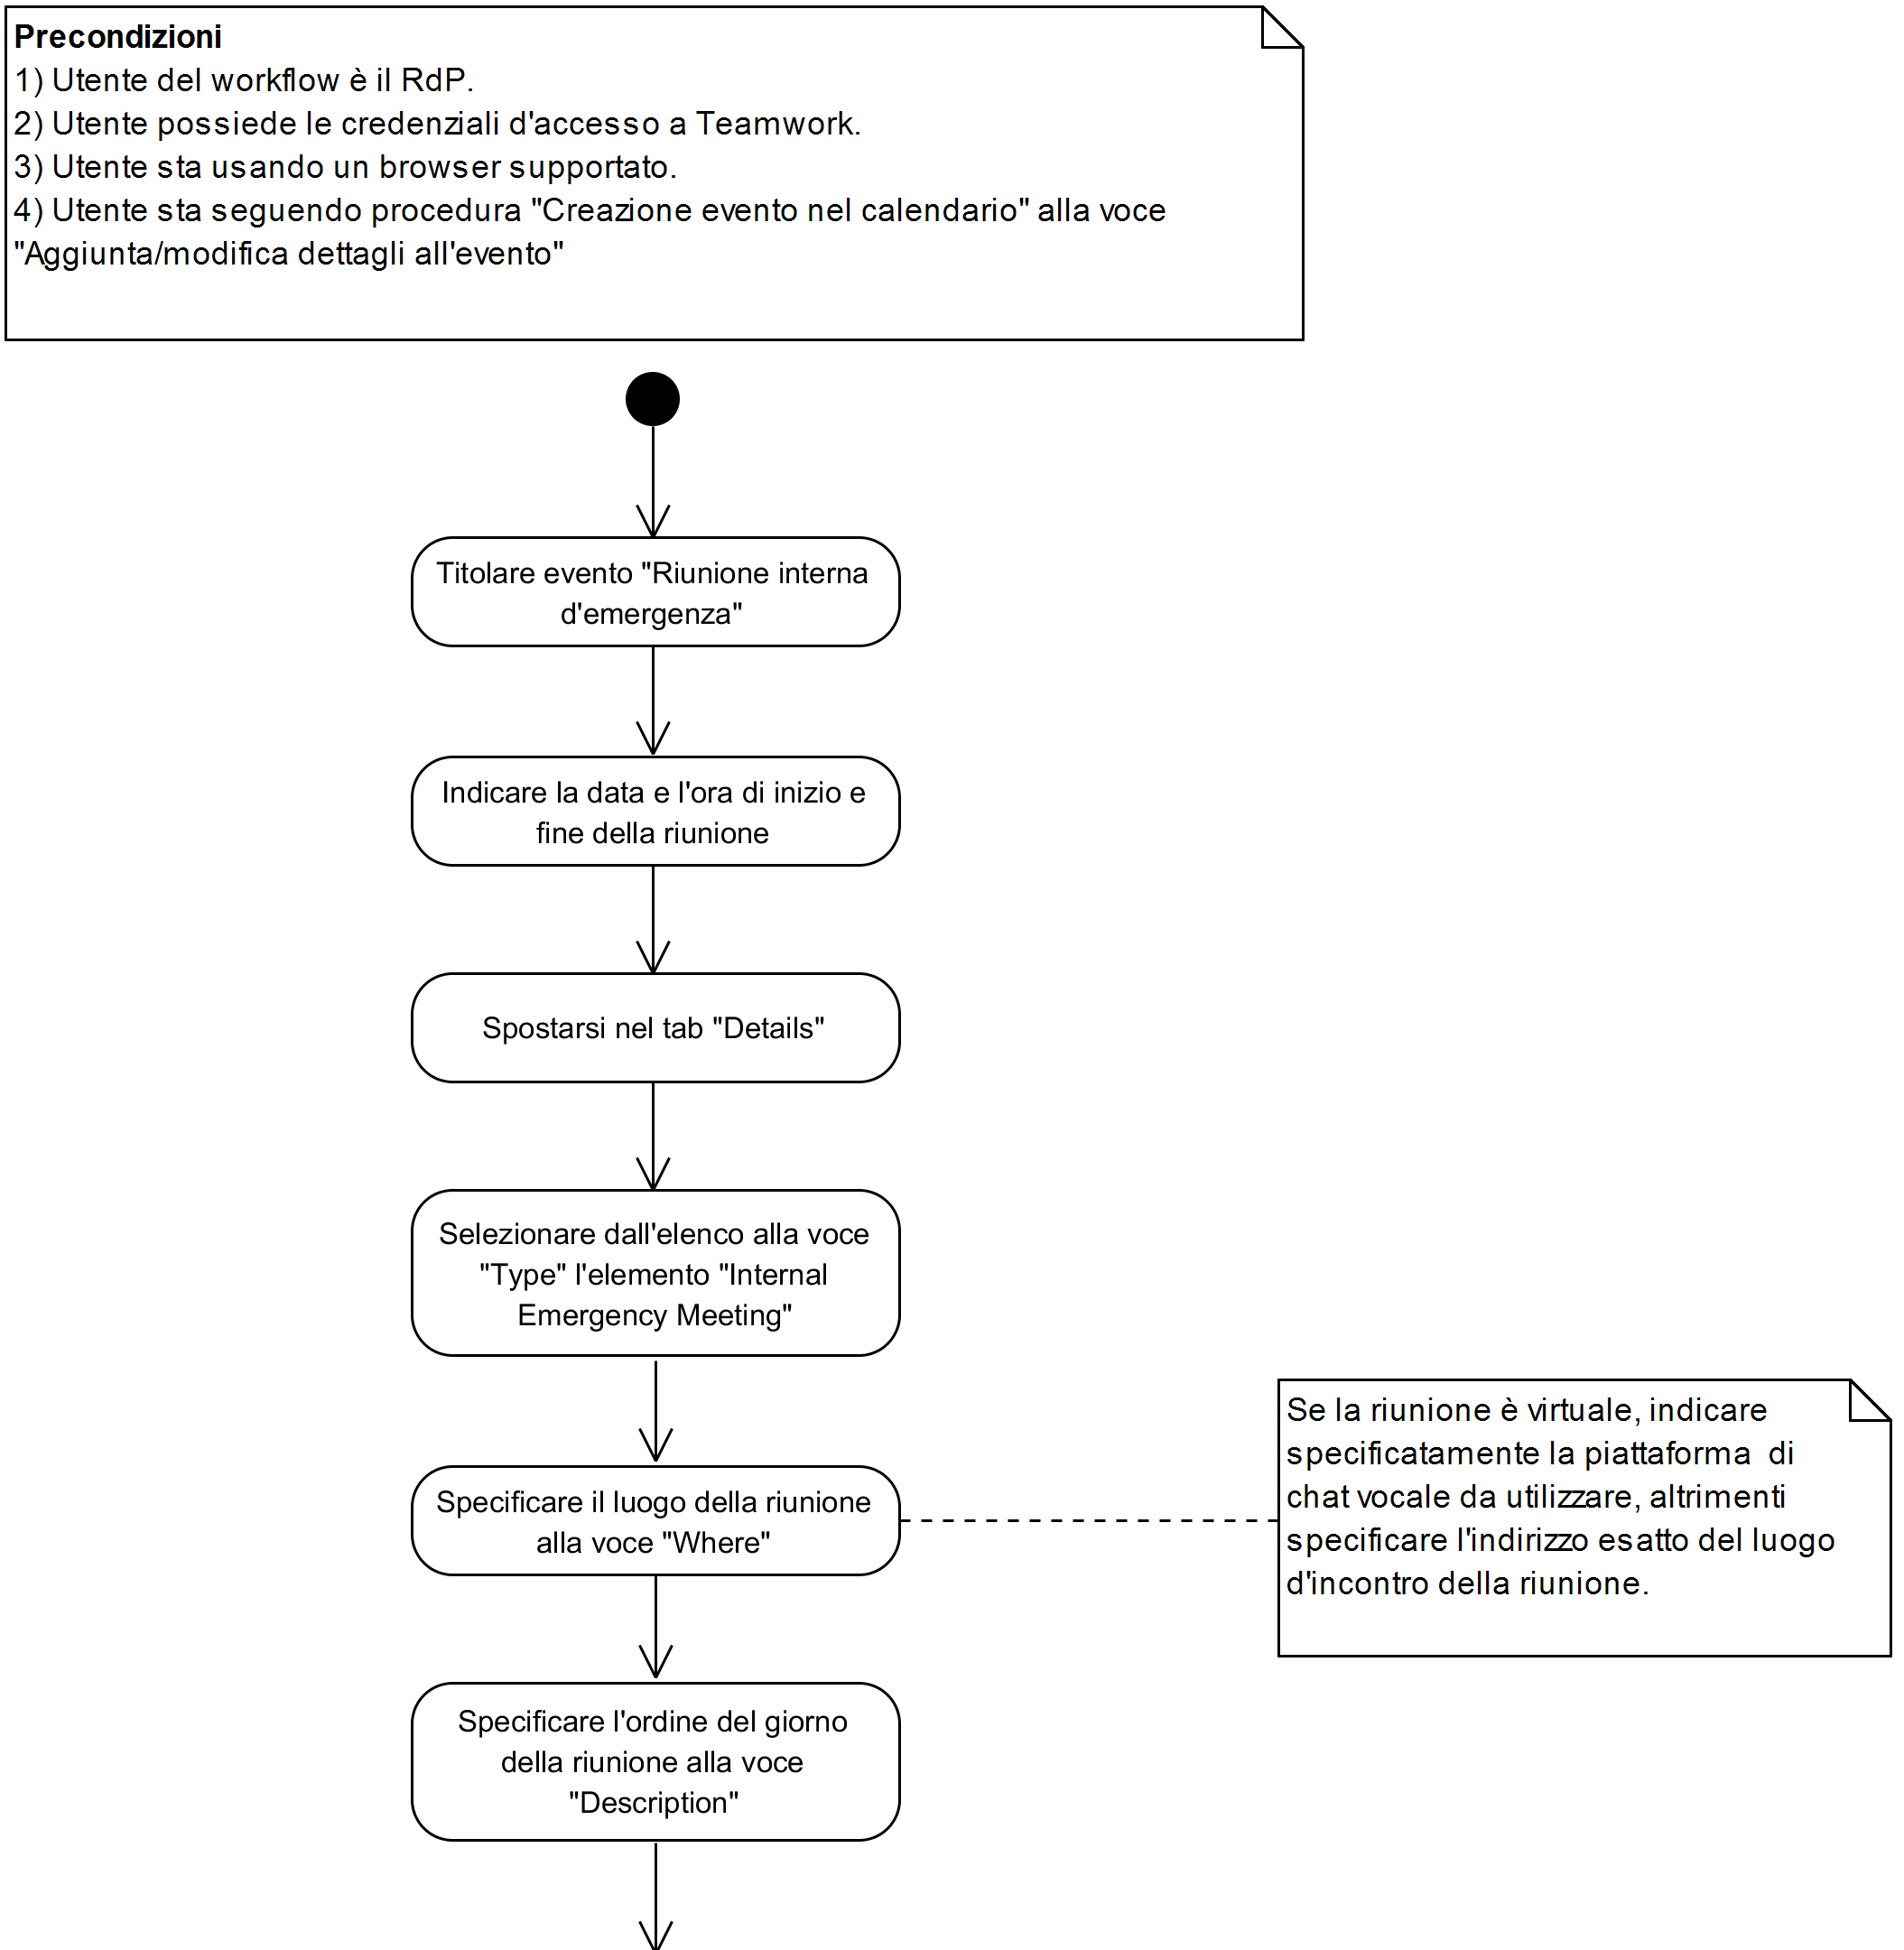 Precondizioni
1) Utente del workflow è il RdP.
2) Utente possiede le credenziali d'accesso a Teamwork.
3) Utente sta usando un browser supportato.
4) Utente sta seguendo procedura "Creazione evento nel calendario" alla voce
"Aggiunta/modifica dettagli all'evento"
Titolare evento "Riunione interna
d'emergenza"
Indicare la data e l'ora di inizio e
fine della riunione
Spostarsi nel tab "Details"
Selezionare dall'elenco alla voce
"Type" l'elemento "Internal
Emergency Meeting"
Specificare il luogo della riunione
alla voce "Where"
Se la riunione è virtuale, indicare
specificatamente la piattaforma  di
chat vocale da utilizzare, altrimenti
specificare l'indirizzo esatto del luogo
d'incontro della riunione.
Specificare l'ordine del giorno
della riunione alla voce
"Description"